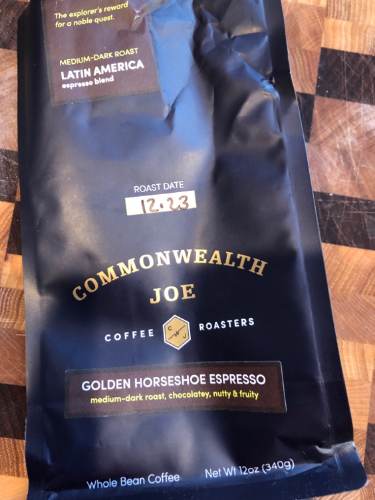 The explorer's reward
for a noble quest.
MEDIUM-DARK ROAST
LATIN AMERICA
espresso blend
ROAST DATE
12.23
COMMONWEALTH
JOE
COFFEE ROASTERS
C W J
GOLDEN HORSESHOE ESPRESSO
medium-dark roast, chocolatey, nutty & fruity
Whole Bean Coffee Net Wt 12oz (340g)